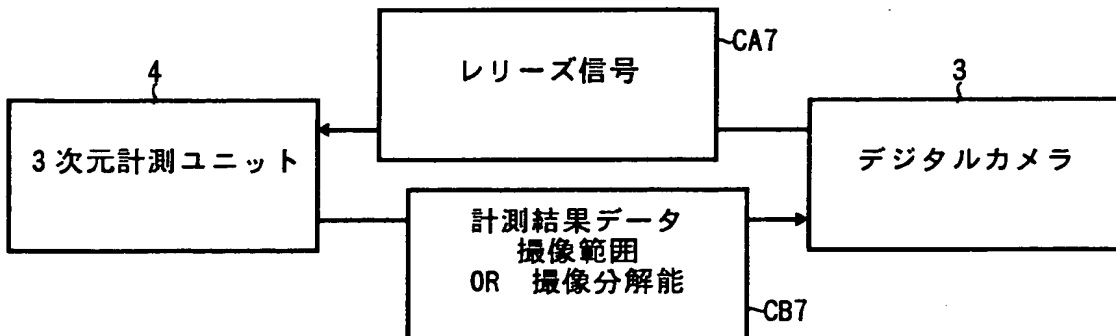 レリーズ信号
CA7
4
3次元計測ユニット
3
デジタルカメラ
計測結果データ
撮像範囲
OR 撮像分解能
CB7